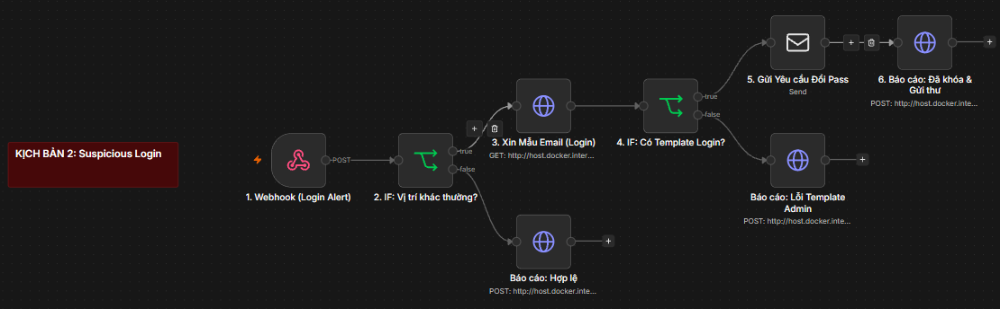 KỊCH BẢN 2: Suspicious Login
1. Webhook (Login Alert)
POST
2. IF: Vị trí khác thường?
true
false
3. Xin Mẫu Email (Login)
GET: http://host.docker.inter...
Báo cáo: Hợp lệ
POST: http://host.docker.inte...
4. IF: Có Template Login?
true
false
5. Gửi Yêu cầu Đổi Pass
Send
6. Báo cáo: Đã khóa &
Gửi thư
POST: http://host.docker.inte...
Báo cáo: Lỗi Template
Admin
POST: http://host.docker.inte...